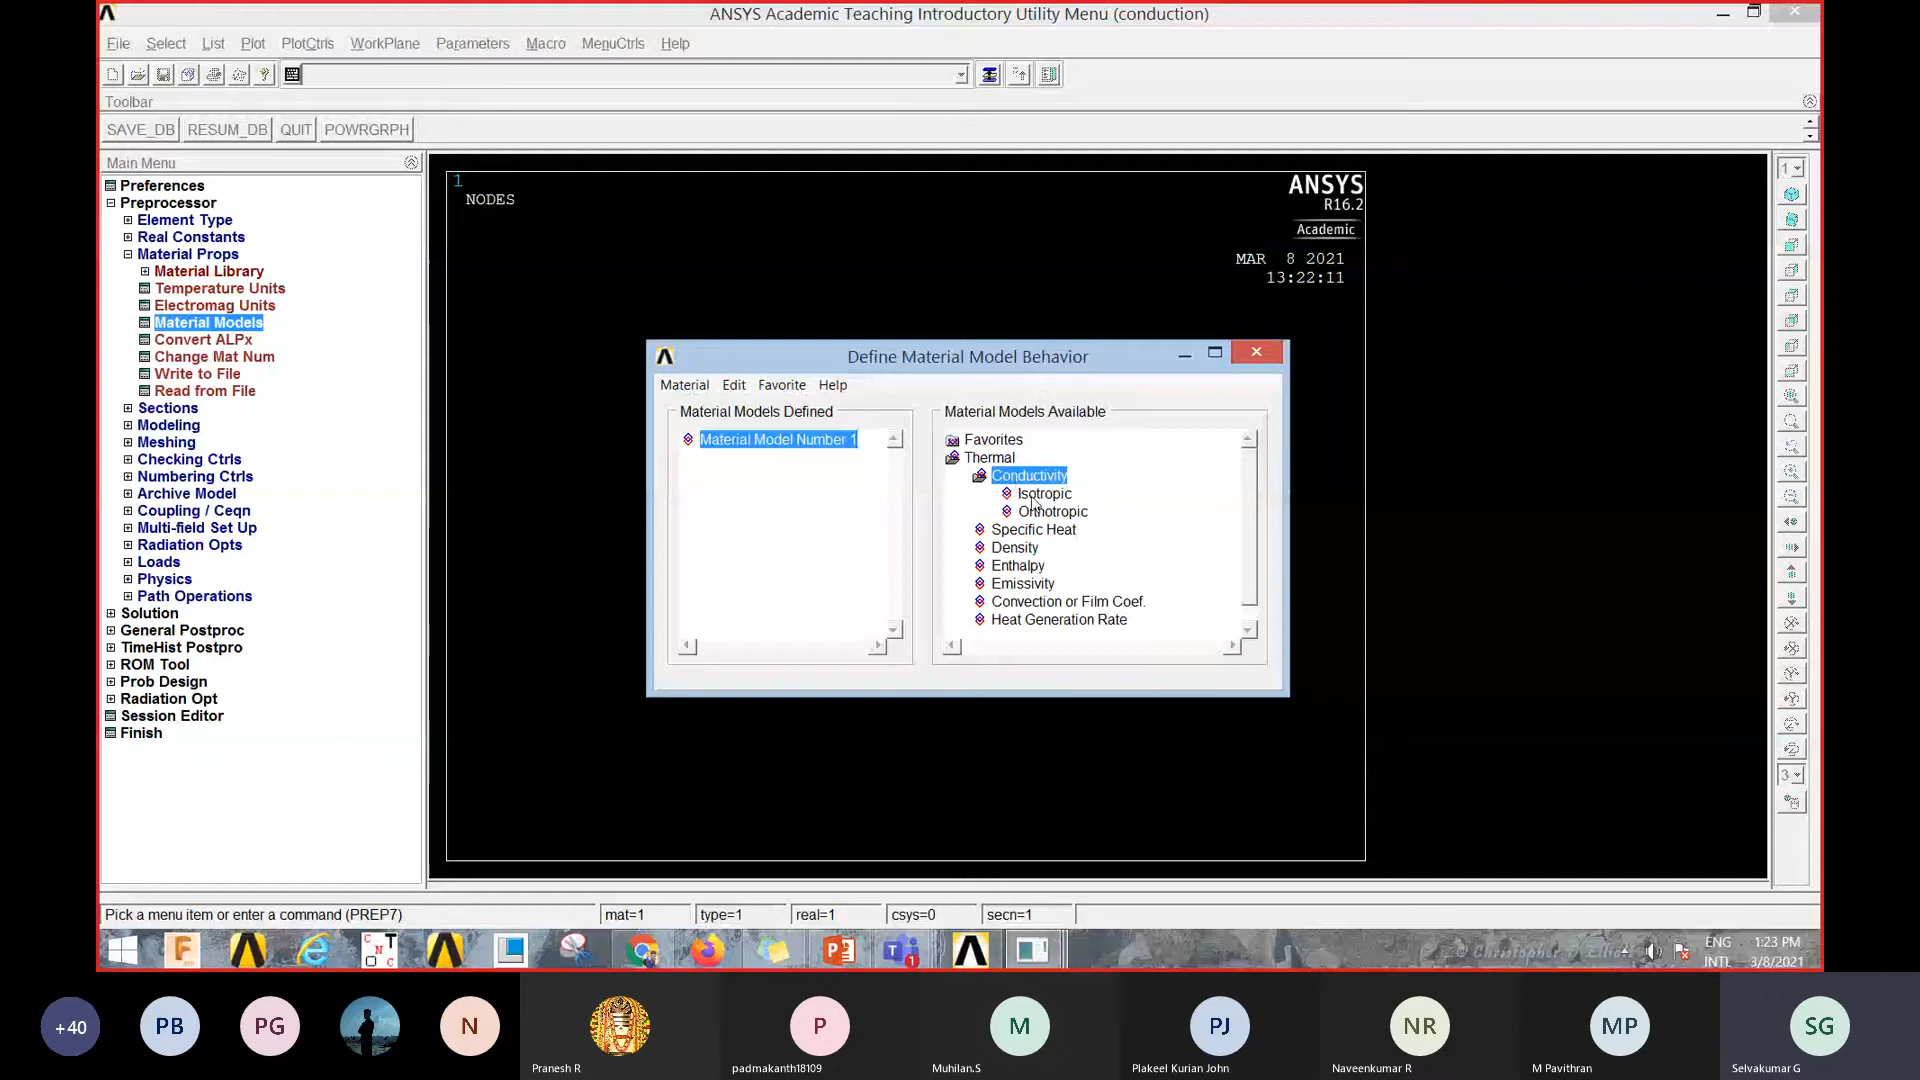 ANSYS Academic Teaching Introductory Utility Menu (conduction)
File Select List Plot PlotCtrls WorkPlane Parameters Macro MenuCtrls Help
Toolbar
SAVE_DB RESUM_DB QUIT POWRGRPH
Main Menu
Preferences
Preprocessor
Element Type
Real Constants
Material Props
Material Library
Temperature Units
Electromag Units
Material Models
Convert ALPx
Change Mat Num
Write to File
Read from File
Sections
Modeling
Meshing
Checking Ctrls
Numbering Ctrls
Archive Model
Coupling / Ceqn
Multi-field Set Up
Radiation Opts
Loads
Physics
Path Operations
Solution
General Postproc
TimeHist Postpro
ROM Tool
Prob Design
Radiation Opt
Session Editor
Finish
1
NODES
ANSYS
R16.2
Academic
MAR 8 2021
13:22:11
Define Material Model Behavior
Material Edit Favorite Help
Material Models Defined
Material Model Number 1
Material Models Available
Favorites
Thermal
Conductivity
Isotropic
Orthotropic
Specific Heat
Density
Enthalpy
Emissivity
Convection or Film Coef.
Heat Generation Rate
1
3
Pick a menu item or enter a command (PREP7) mat=1 type=1 real=1 csys=0 secn=1
ENG 1:23 PM
INTL 3/8/2021
+40 PB PG N P M PJ NR MP SG
Pranesh R padmakanth18109 Muhilan.S Plakeel Kurian John Naveenkumar R M Pavithran Selvakumar G